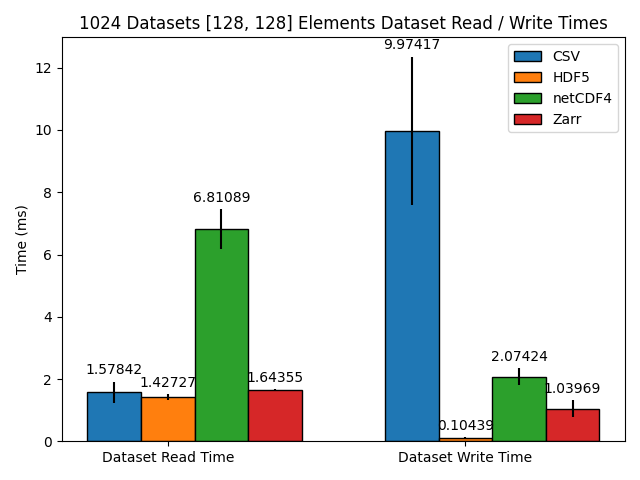 1024 Datasets [128, 128] Elements Dataset Read / Write Times
9.97417
CSV
HDF5
netCDF4
Zarr
12
10
8
6
4
2
0
Time (ms)
6.81089
1.57842
1.42727
1.64355
2.07424
0.10439
1.03969
Dataset Read Time
Dataset Write Time